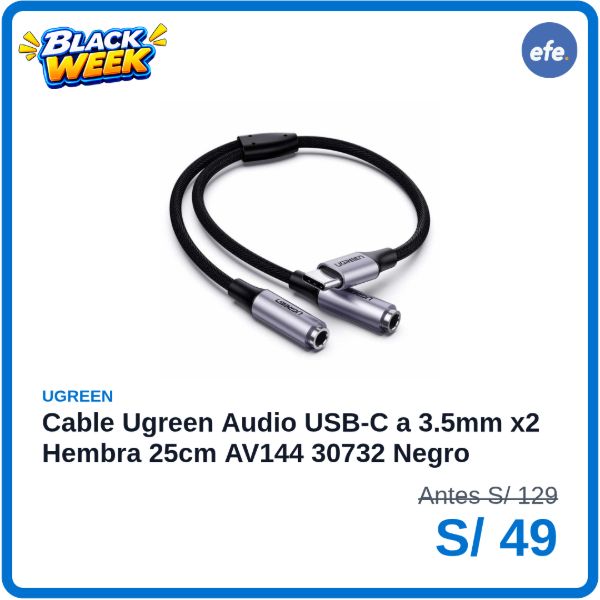 BLACK
WEEK
efe.
UGREEN
UGREEN
UGREEN
UGREEN
Cable Ugreen Audio USB-C a 3.5mm x2
Hembra 25cm AV144 30732 Negro
Antes S/ 129
S/ 49